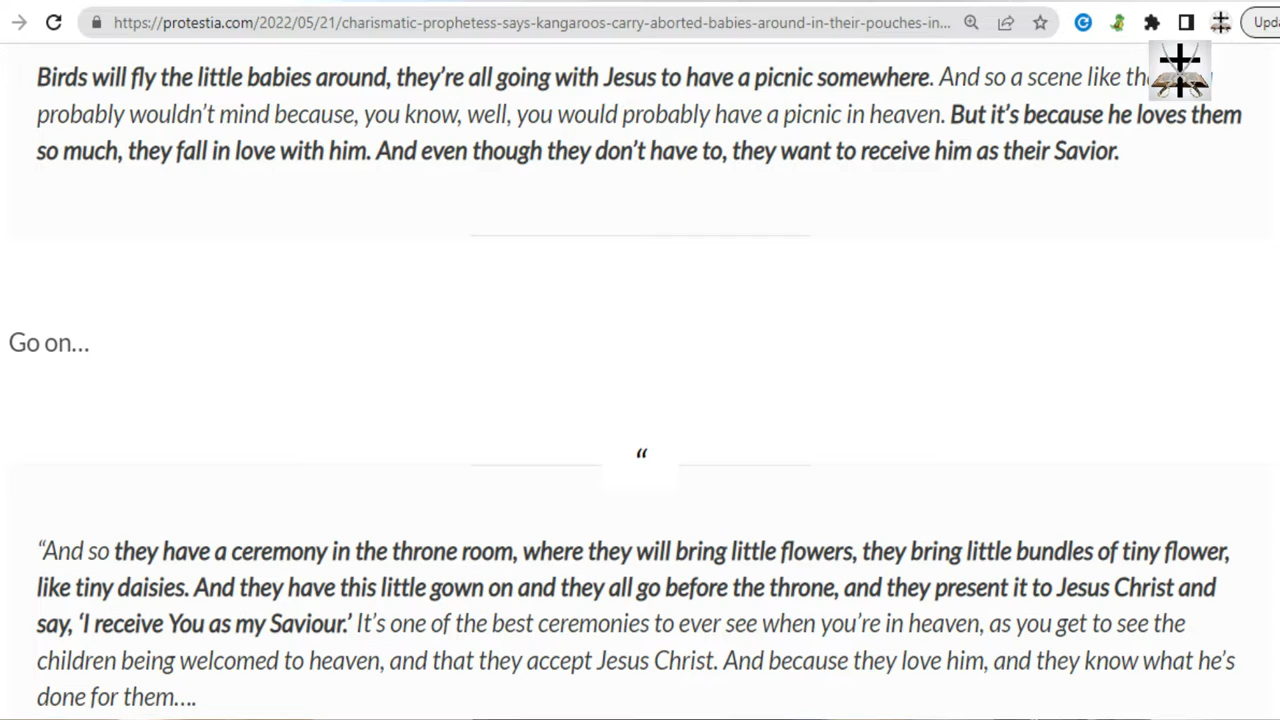 https://protestia.com/2022/05/21/charismatic-prophetess-says-kangaroos-carry-aborted-babies-around-in-their-pouches-in...
Upda
Birds will fly the little babies around, they’re all going with Jesus to have a picnic somewhere. And so a scene like
probably wouldn’t mind because, you know, well, you would probably have a picnic in heaven. But it’s because he loves them
so much, they fall in love with him. And even though they don’t have to, they want to receive him as their Savior.
Go on…
“
“And so they have a ceremony in the throne room, where they will bring little flowers, they bring little bundles of tiny flower,
like tiny daisies. And they have this little gown on and they all go before the throne, and they present it to Jesus Christ and
say, ‘I receive You as my Saviour.’ It’s one of the best ceremonies to ever see when you’re in heaven, as you get to see the
children being welcomed to heaven, and that they accept Jesus Christ. And because they love him, and they know what he’s
done for them….